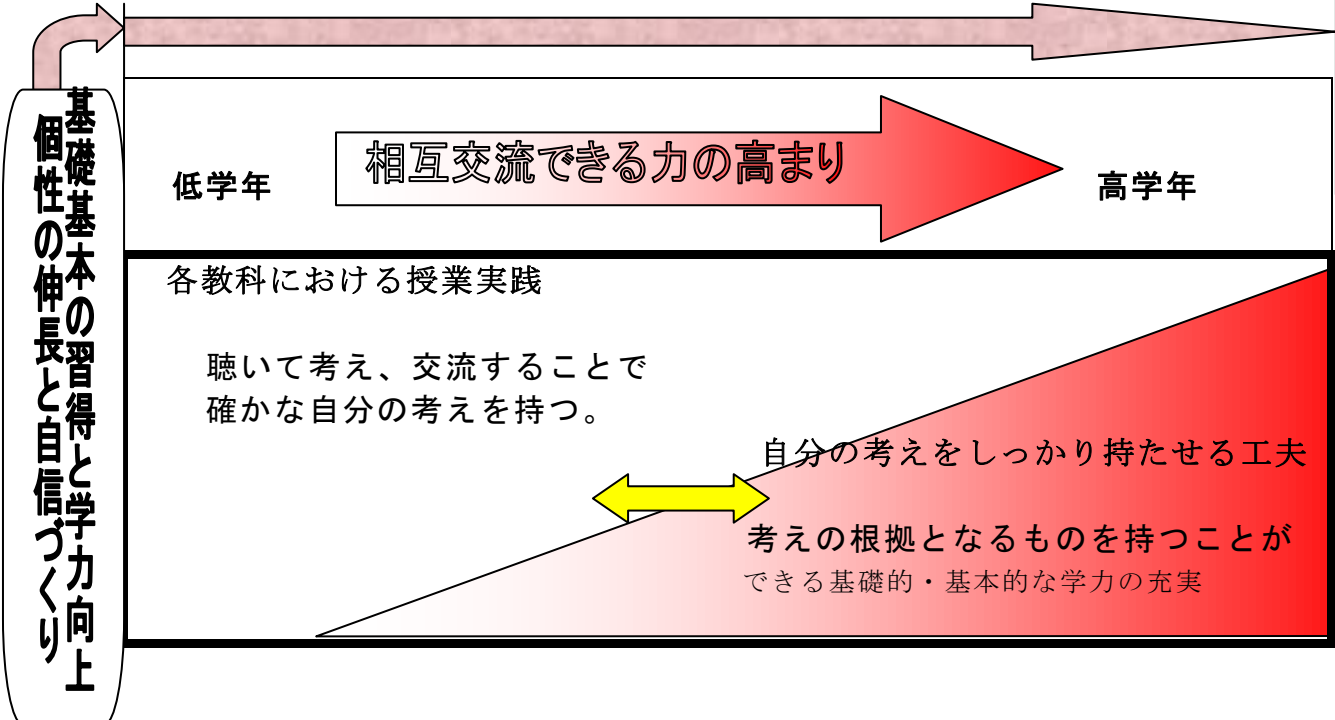 基礎基本の習得と学力向上
個性の伸長と自信づくり
低学年
相互交流できる力の高まり
高学年
各教科における授業実践
聴いて考え、交流することで
確かな自分の考えを持つ。
自分の考えをしっかり持たせる工夫
考えの根拠となるものを持つことが
できる基礎的・基本的な学力の充実